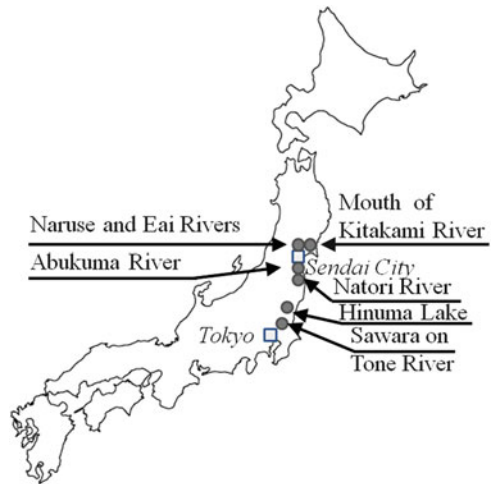 Mouth of
Naruse and Eai Rivers
Kitakami River
Abukuma River
Sendai City
Natori River
Hinuma Lake
Tokyo
Sawara on
Tone River